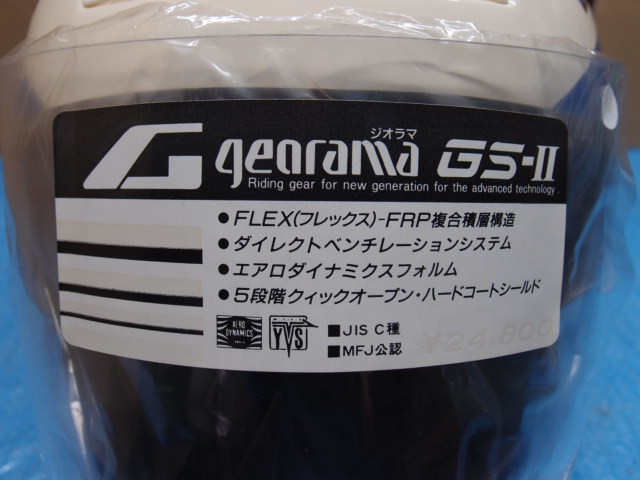 ジオラマ
gearama GS-II
Riding gear for new generation for the advanced technology.
• FLEX(フレックス)-FRP複合積層構造
• ダイレクトベンチレーションシステム
• エアロダイナミクスフォルム
• 5段階クィックオープン・ハードコートシールド
AERO DYNAMICS
YVS
■JIS C種
■MFJ公認
¥24,800